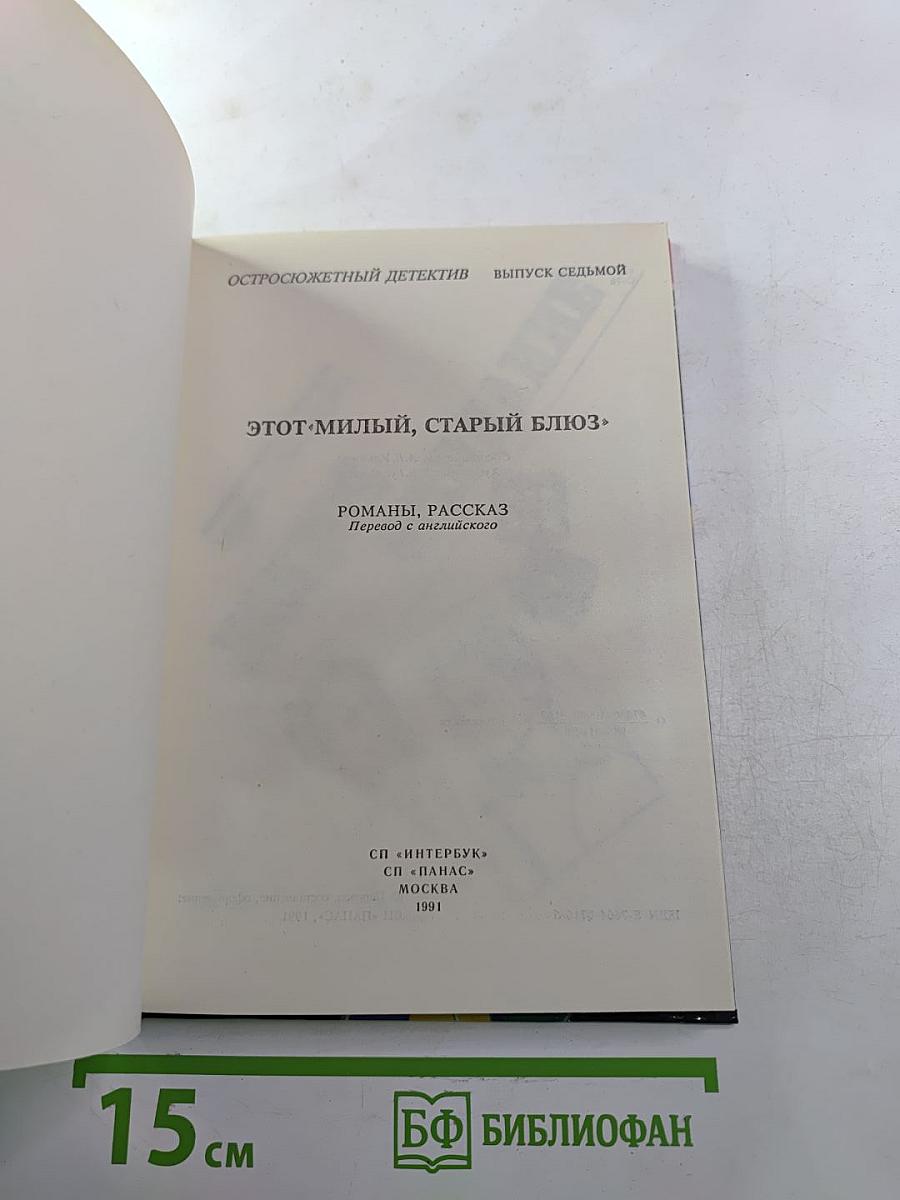 ОСТРОСЮЖЕТНЫЙ ДЕТЕКТИВ ВЫПУСК СЕДЬМОЙ
ЭТОТ «МИЛЫЙ, СТАРЫЙ БЛЮЗ»
РОМАНЫ, РАССКАЗ
Перевод с английского
СП «ИНТЕРБУК»
СП «ПАНАС»
МОСКВА
1991
15 см
БФ БИБЛИОФАН